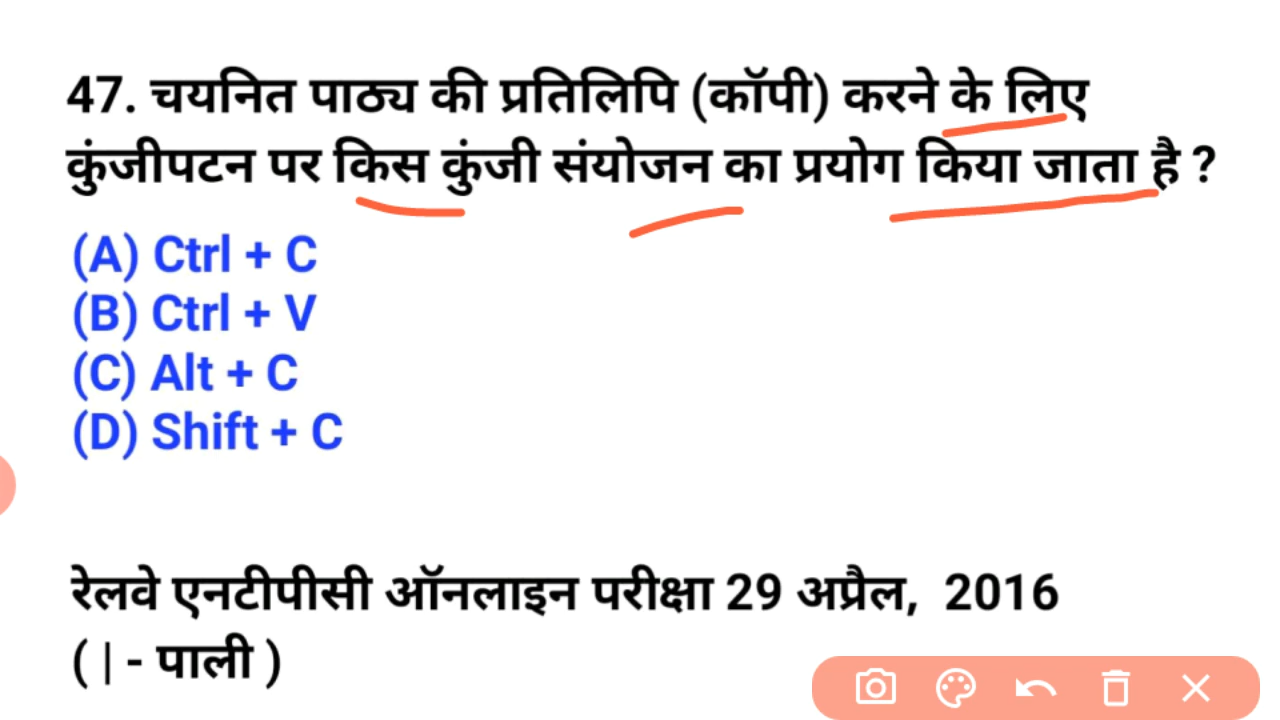 47. चयनित पाठ्य की प्रतिलिपि (कॉपी) करने के लिए
कुंजीपटन पर किस कुंजी संयोजन का प्रयोग किया जाता है ?
(A) Ctrl + C
(B) Ctrl + V
(C) Alt + C
(D) Shift + C
रेलवे एनटीपीसी ऑनलाइन परीक्षा 29 अप्रैल, 2016
( | - पाली )